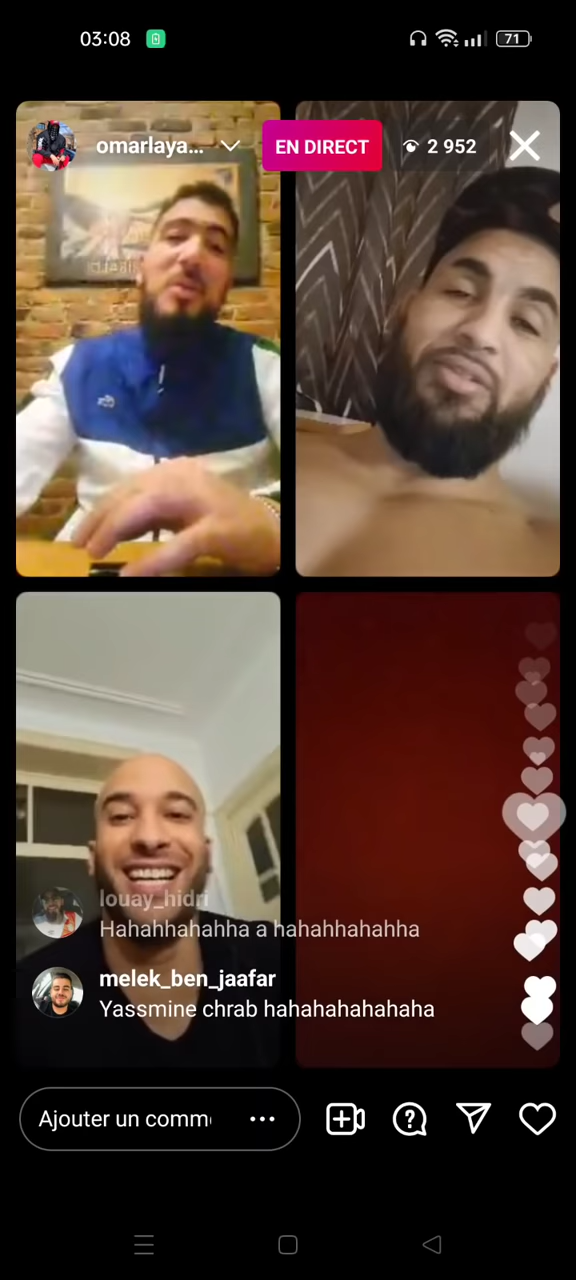 03:08
71
omarlaya...
EN DIRECT
2 952
louay_hidri
Hahahhahahha a hahahhahahha
melek_ben_jaafar
Yassmine chrab hahahahahahaha
Ajouter un comm